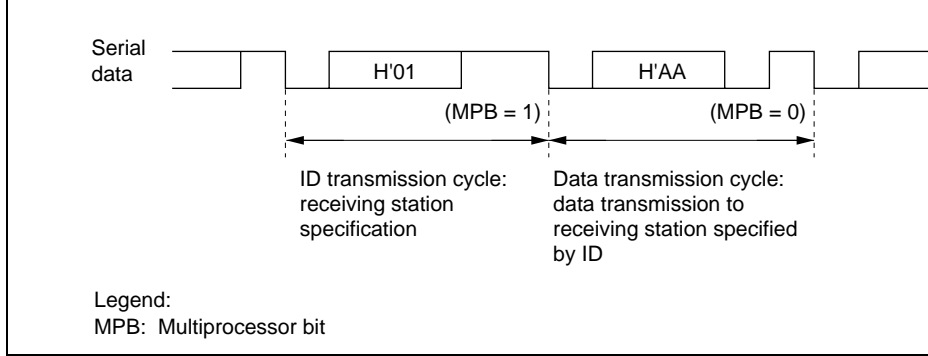 Serial
data
H'01
H'AA
(MPB = 1)
(MPB = 0)
ID transmission cycle:
receiving station
specification
Data transmission cycle:
data transmission to
receiving station specified
by ID
Legend:
MPB: Multiprocessor bit